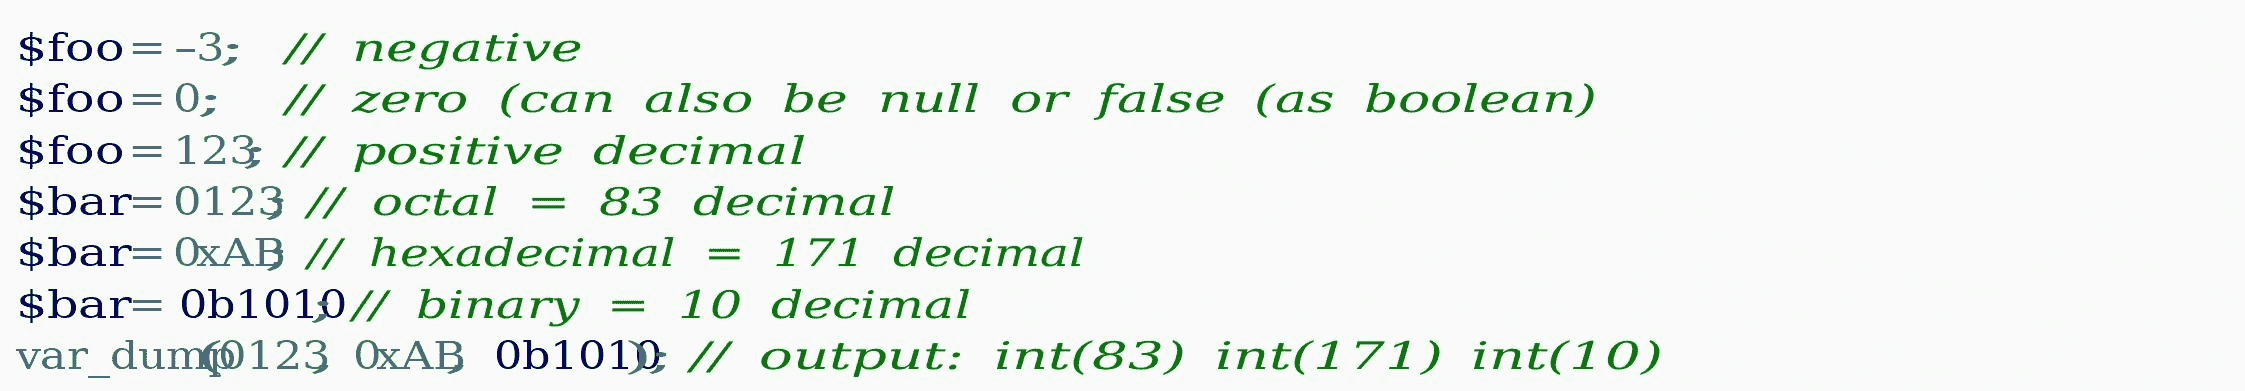 $foo = -3; // negative
$foo = 0; // zero (can also be null or false (as boolean)
$foo = 123; // positive decimal
$bar = 0123; // octal = 83 decimal
$bar = 0xAB; // hexadecimal = 171 decimal
$bar = 0b1010; // binary = 10 decimal
var_dump(0123, 0xAB, 0b1010); // output: int(83) int(171) int(10)